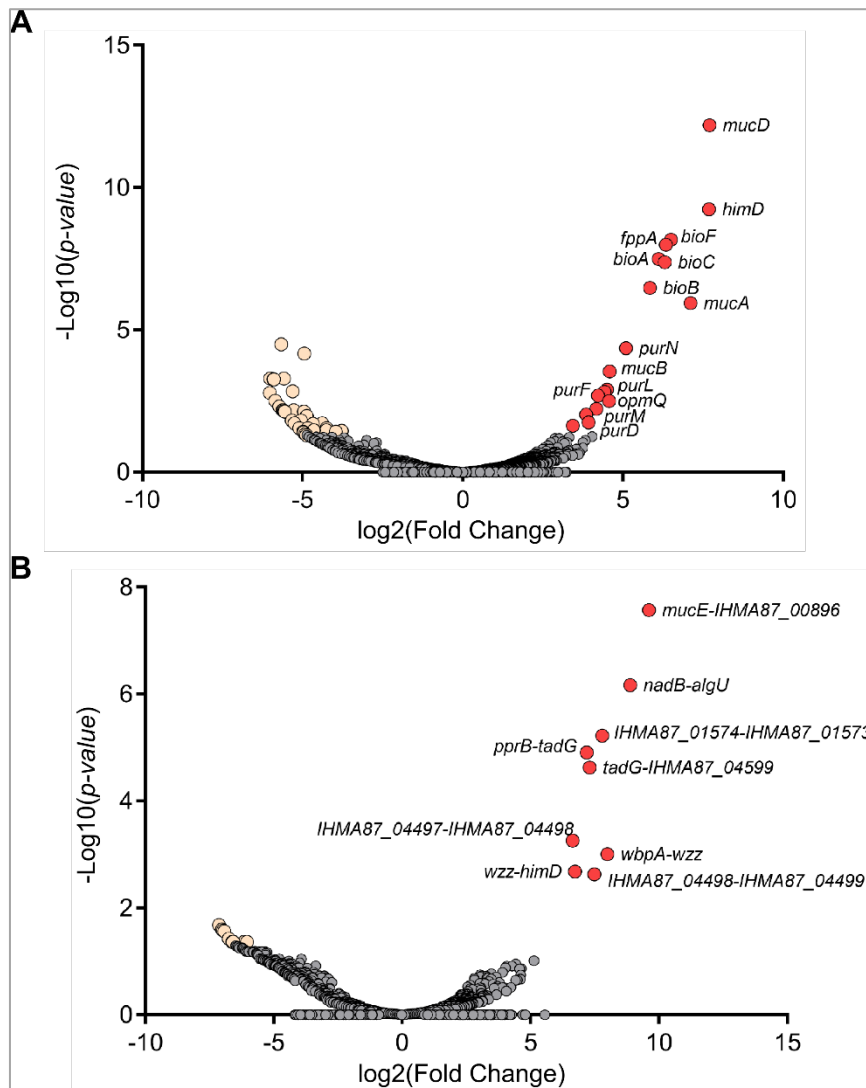 A
15
10
5
0
-10
-5
0
5
10
-Log10(p-value)
log2(Fold Change)
mucD
himD
fppA
bioF
bioA
bioC
bioB
mucA
purN
mucB
purF
purL
opmQ
purM
purD
B
8
6
4
2
0
-10
-5
0
5
10
15
-Log10(p-value)
log2(Fold Change)
mucE-IHMA87_00896
nadB-algU
IHMA87_01574-IHMA87_01573
pprB-tadG
tadG-IHMA87_04599
IHMA87_04497-IHMA87_04498
wbpA-wzz
wzz-himD
IHMA87_04498-IHMA87_04499